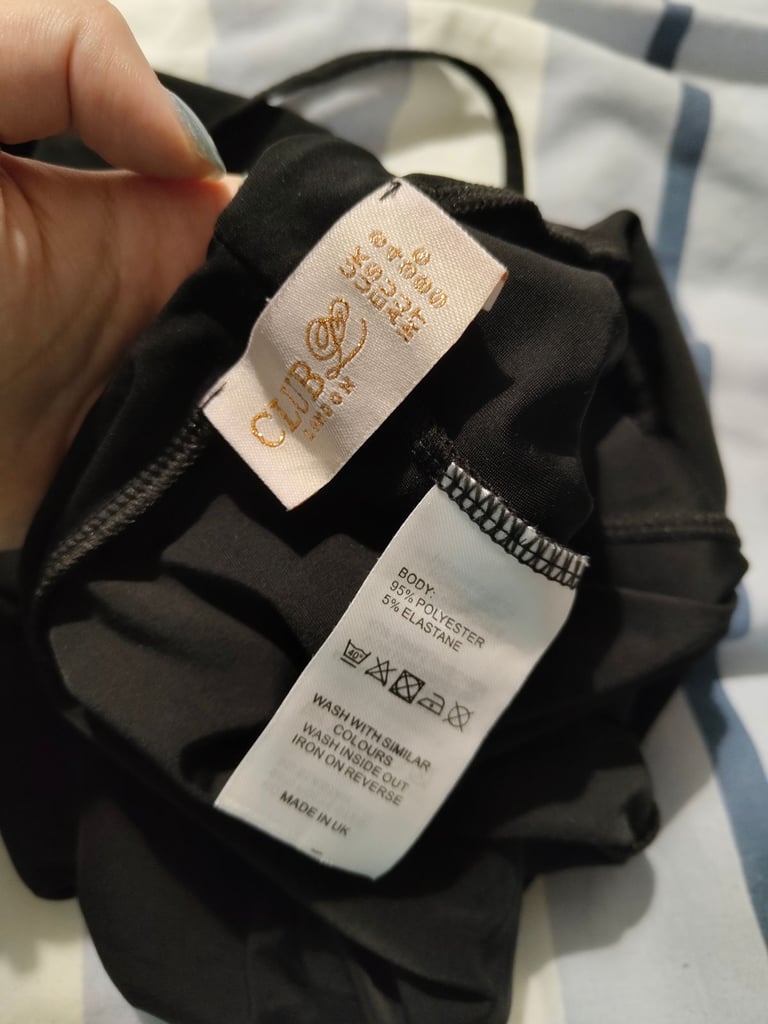 CLUB L
LONDON
BODY:
95% POLYESTER
5% ELASTANE
40°
WASH WITH SIMILAR
COLOURS
WASH INSIDE OUT
IRON ON REVERSE
MADE IN UK